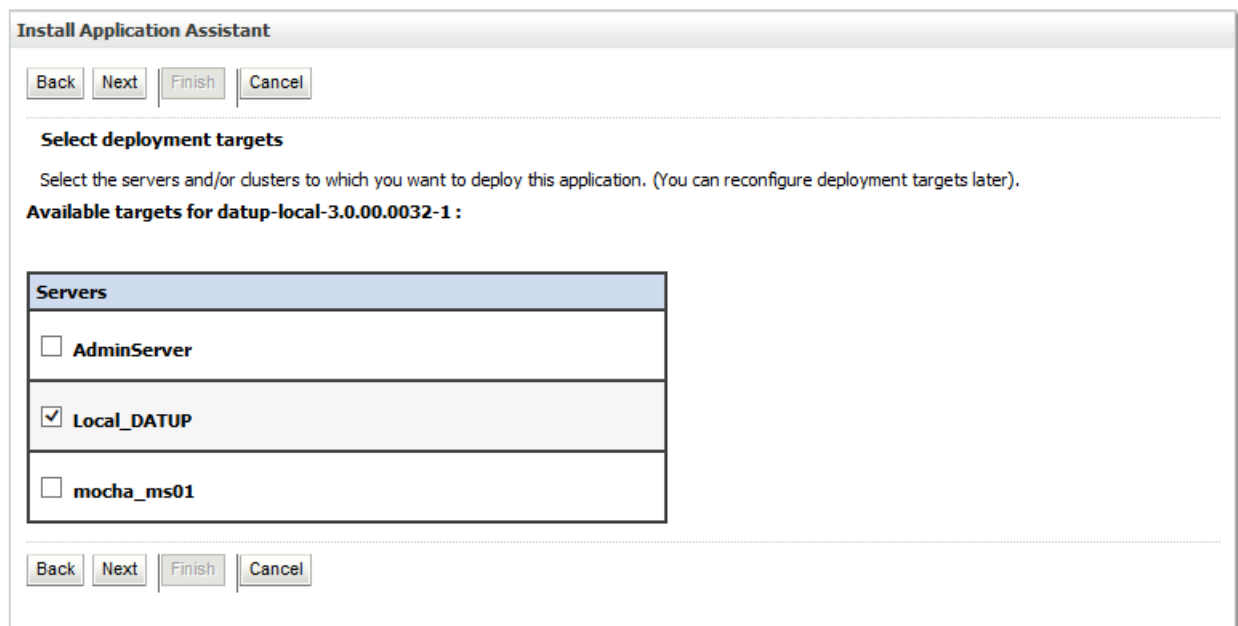 Install Application Assistant
Back Next Finish Cancel
Select deployment targets
Select the servers and/or clusters to which you want to deploy this application. (You can reconfigure deployment targets later).
Available targets for datup-local-3.0.00.0032-1 :
Servers
AdminServer
Local_DATUP
mocha_ms01
Back Next Finish Cancel